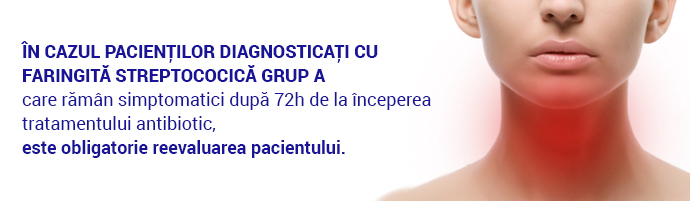 ÎN CAZUL PACIENȚILOR DIAGNOSTICAȚI CU
FARINGITĂ STREPTOCOCICĂ GRUP A
care rămân simptomatici după 72h de la începerea
tratamentului antibiotic,
este obligatorie reevaluarea pacientului.